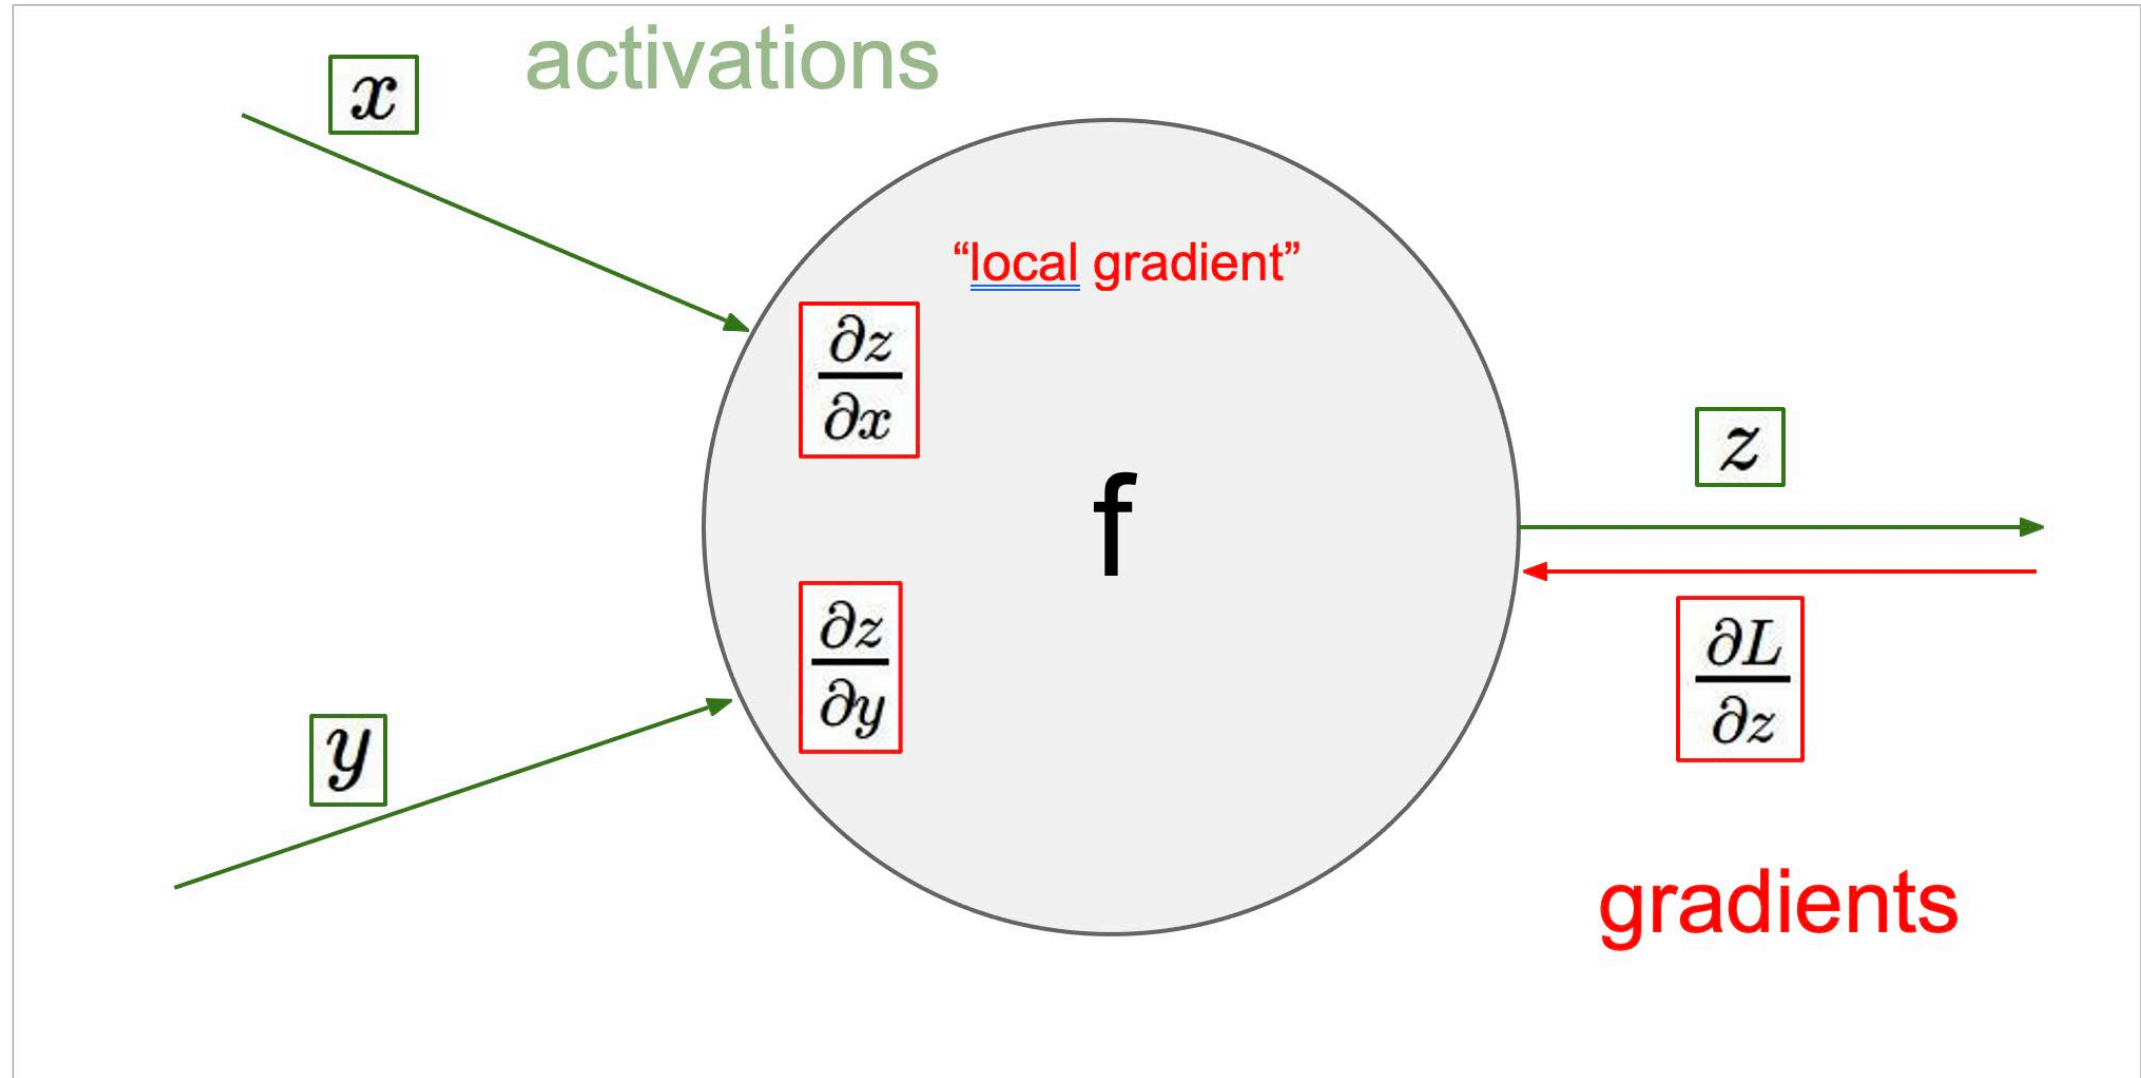 activations
x
“local gradient”
∂z
∂x
f
z
∂z
∂y
∂L
∂z
y
gradients